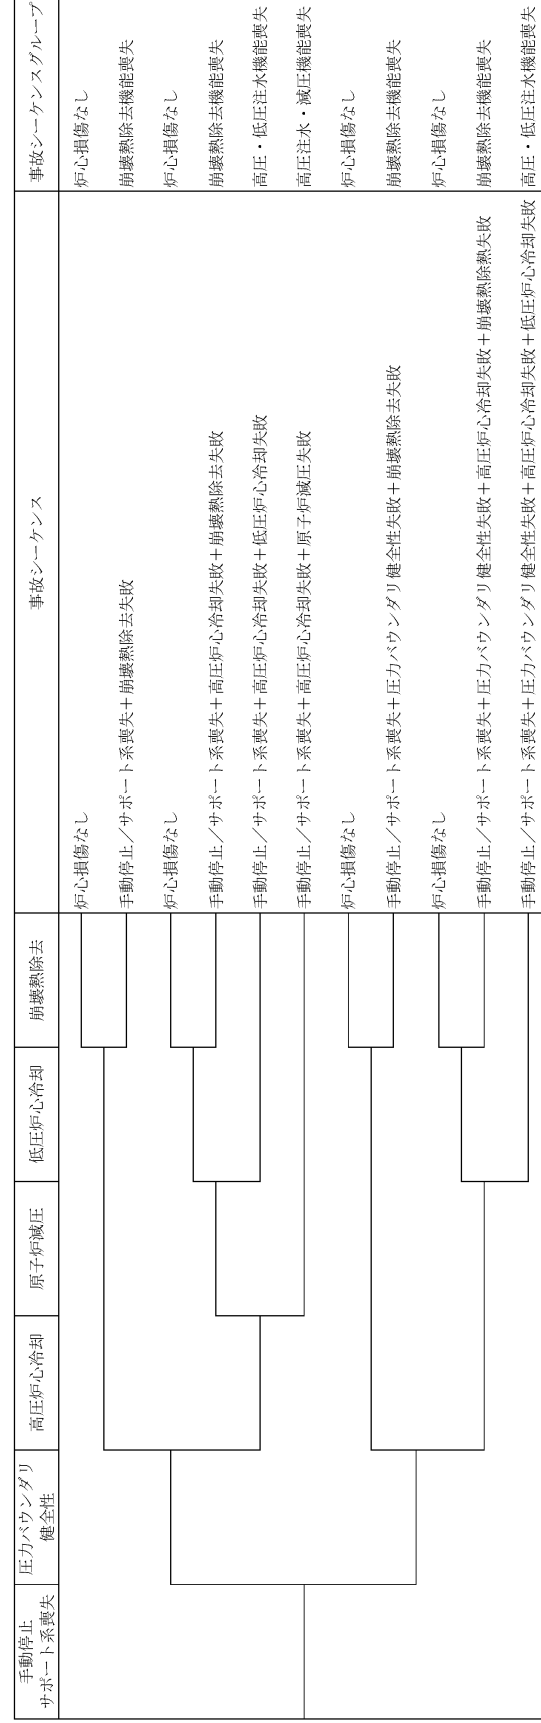 手動停止
サポート系喪失
圧力バウンダリ
健全性
高圧炉心冷却
原子炉減圧
低圧炉心冷却
崩壊熱除去
事故シーケンス
事故シーケンスグループ
炉心損傷なし
炉心損傷なし
手動停止／サポート系喪失＋崩壊熱除去失敗
崩壊熱除去機能喪失
炉心損傷なし
炉心損傷なし
手動停止／サポート系喪失＋高圧炉心冷却失敗＋崩壊熱除去失敗
崩壊熱除去機能喪失
手動停止／サポート系喪失＋高圧炉心冷却失敗＋低圧炉心冷却失敗
高圧・低圧注水機能喪失
手動停止／サポート系喪失＋高圧炉心冷却失敗＋原子炉減圧失敗
高圧注水・減圧機能喪失
炉心損傷なし
炉心損傷なし
手動停止／サポート系喪失＋圧力バウンダリ健全性失敗＋崩壊熱除去失敗
崩壊熱除去機能喪失
炉心損傷なし
炉心損傷なし
手動停止／サポート系喪失＋圧力バウンダリ健全性失敗＋高圧炉心冷却失敗＋崩壊熱除熱失敗
崩壊熱除去機能喪失
手動停止／サポート系喪失＋圧力バウンダリ健全性失敗＋高圧炉心冷却失敗＋低圧炉心冷却失敗
高圧・低圧注水機能喪失